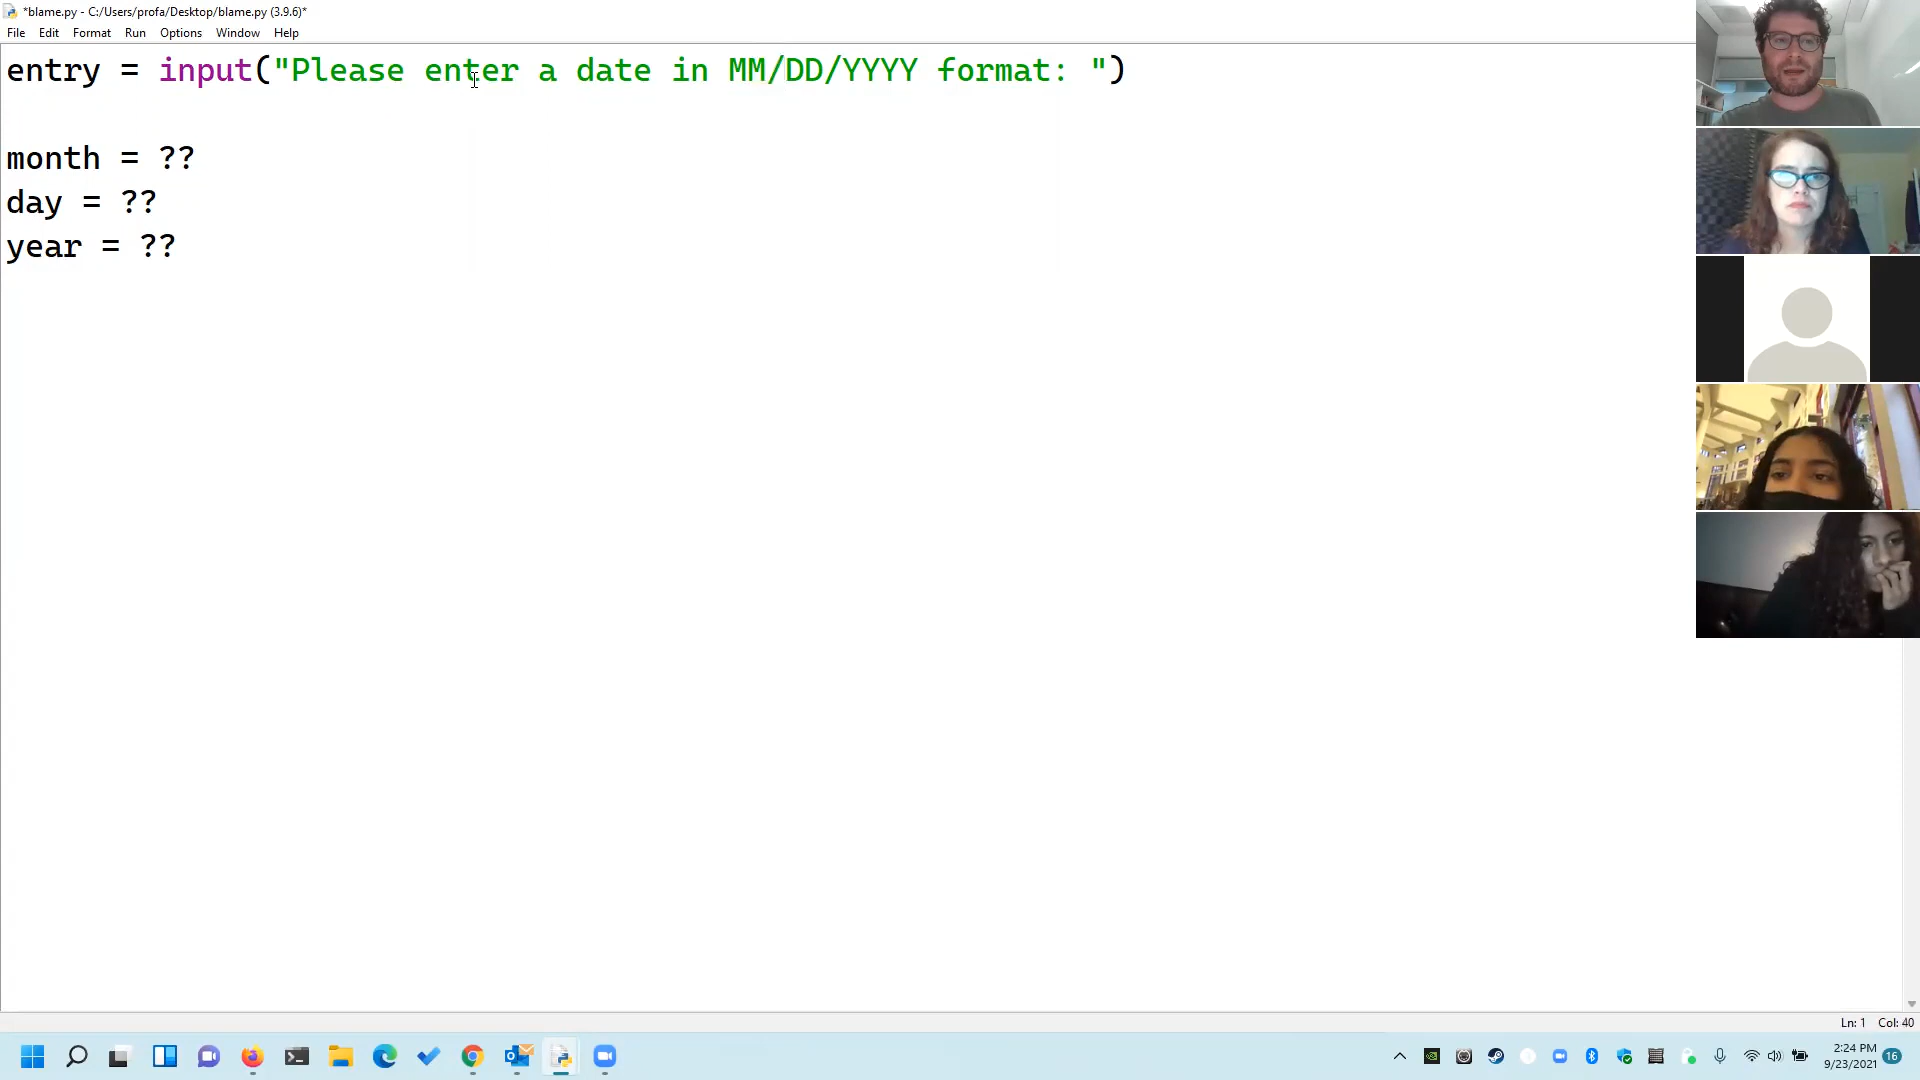 *blame.py - C:/Users/profa/Desktop/blame.py (3.9.6)*
File Edit Format Run Options Window Help
entry = input("Please enter a date in MM/DD/YYYY format: ")
month = ??
day = ??
year = ??
Ln: 1 Col: 40
2:24 PM
9/23/2021
16